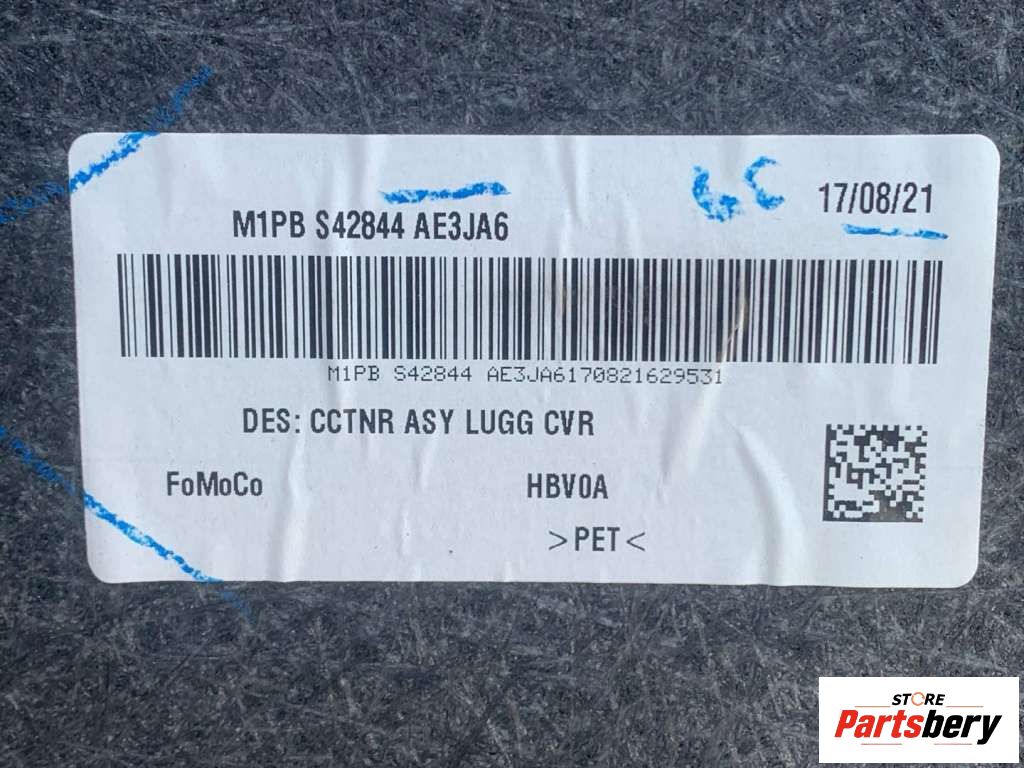 GC 17/08/21
M1PB S42844 AE3JA6
M1PB S42844 AE3JA6170821629531
DES: CCTNR ASY LUGG CVR
FoMoCo HBV0A
>PET<
STORE
Partsbery